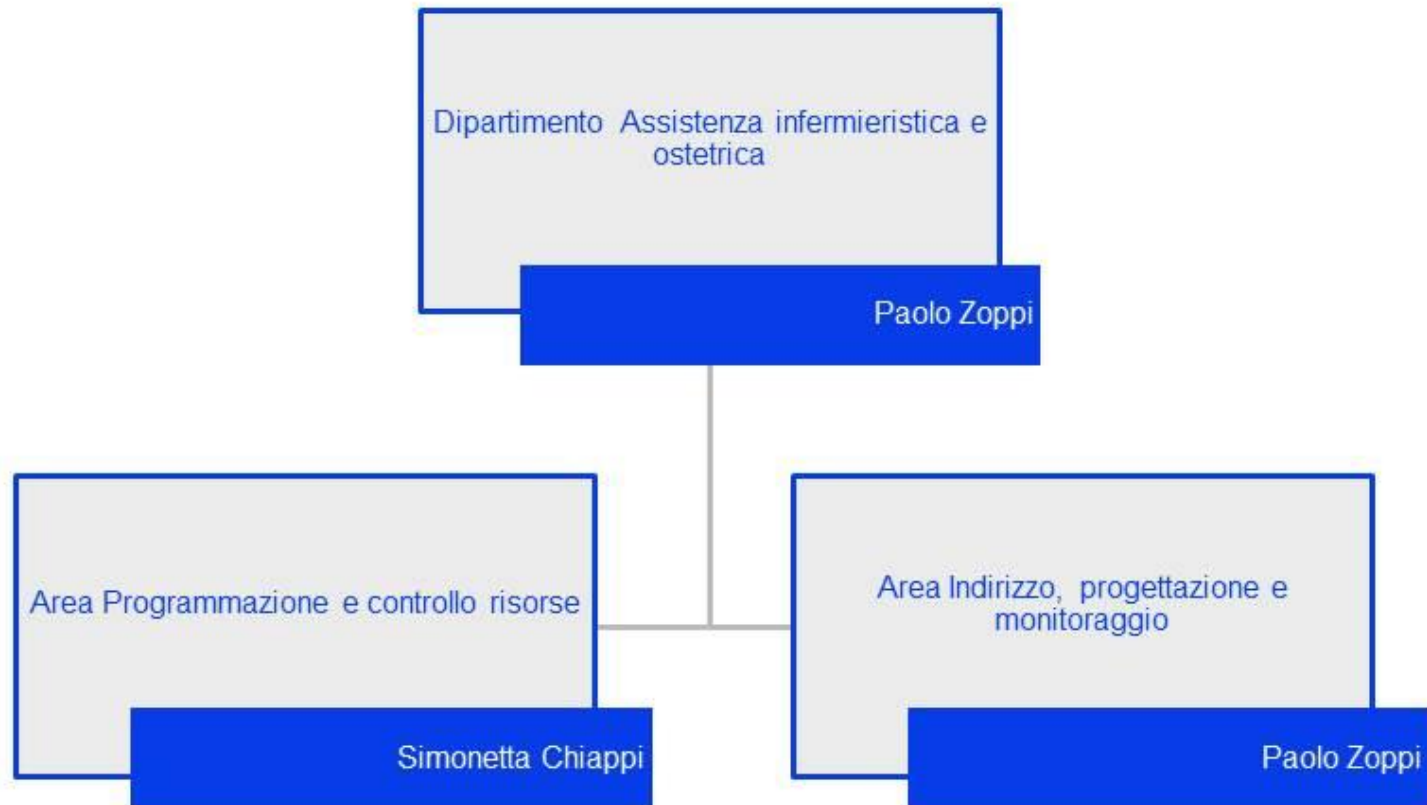 Dipartimento Assistenza infermieristica e
ostetrica
Paolo Zoppi
Area Programmazione e controllo risorse
Simonetta Chiappi
Area Indirizzo, progettazione e
monitoraggio
Paolo Zoppi